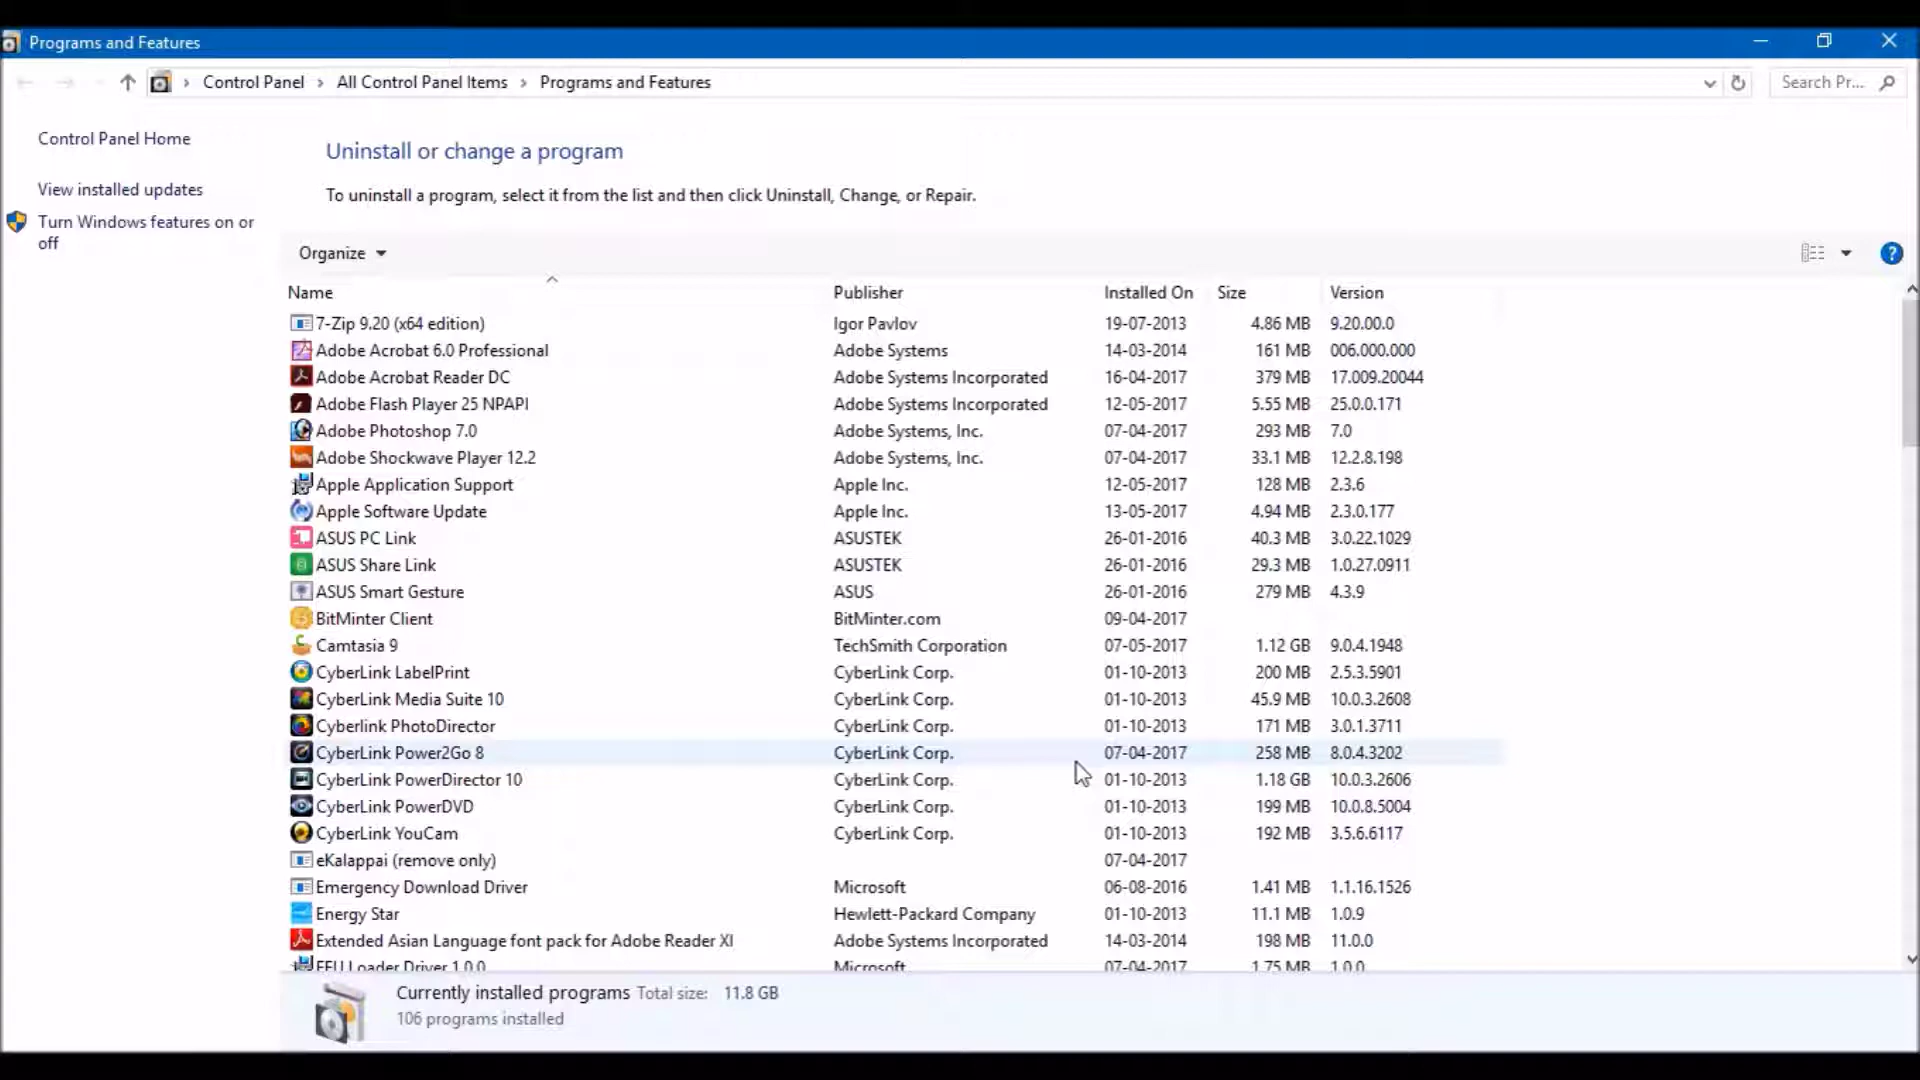 Programs and Features
Control Panel › All Control Panel Items › Programs and Features
Search Pr...
Control Panel Home
View installed updates
Turn Windows features on or
off
Uninstall or change a program
To uninstall a program, select it from the list and then click Uninstall, Change, or Repair.
Organize
Name Publisher Installed On Size Version
7-Zip 9.20 (x64 edition) Igor Pavlov 19-07-2013 4.86 MB 9.20.00.0
Adobe Acrobat 6.0 Professional Adobe Systems 14-03-2014 161 MB 006.000.000
Adobe Acrobat Reader DC Adobe Systems Incorporated 16-04-2017 379 MB 17.009.20044
Adobe Flash Player 25 NPAPI Adobe Systems Incorporated 12-05-2017 5.55 MB 25.0.0.171
Adobe Photoshop 7.0 Adobe Systems, Inc. 07-04-2017 293 MB 7.0
Adobe Shockwave Player 12.2 Adobe Systems, Inc. 07-04-2017 33.1 MB 12.2.8.198
Apple Application Support Apple Inc. 12-05-2017 128 MB 2.3.6
Apple Software Update Apple Inc. 13-05-2017 4.94 MB 2.3.0.177
ASUS PC Link ASUSTEK 26-01-2016 40.3 MB 3.0.22.1029
ASUS Share Link ASUSTEK 26-01-2016 29.3 MB 1.0.27.0911
ASUS Smart Gesture ASUS 26-01-2016 279 MB 4.3.9
BitMinter Client BitMinter.com 09-04-2017
Camtasia 9 TechSmith Corporation 07-05-2017 1.12 GB 9.0.4.1948
CyberLink LabelPrint CyberLink Corp. 01-10-2013 200 MB 2.5.3.5901
CyberLink Media Suite 10 CyberLink Corp. 01-10-2013 45.9 MB 10.0.3.2608
Cyberlink PhotoDirector CyberLink Corp. 01-10-2013 171 MB 3.0.1.3711
CyberLink Power2Go 8 CyberLink Corp. 07-04-2017 258 MB 8.0.4.3202
CyberLink PowerDirector 10 CyberLink Corp. 01-10-2013 1.18 GB 10.0.3.2606
CyberLink PowerDVD CyberLink Corp. 01-10-2013 199 MB 10.0.8.5004
CyberLink YouCam CyberLink Corp. 01-10-2013 192 MB 3.5.6.6117
eKalappai (remove only) 07-04-2017
Emergency Download Driver Microsoft 06-08-2016 1.41 MB 1.1.16.1526
Energy Star Hewlett-Packard Company 01-10-2013 11.1 MB 1.0.9
Extended Asian Language font pack for Adobe Reader XI Adobe Systems Incorporated 14-03-2014 198 MB 11.0.0
Loader Driver 1.0.0 Microsoft 07-04-2017 1.75 MB 1.0.0
Currently installed programs Total size: 11.8 GB
106 programs installed